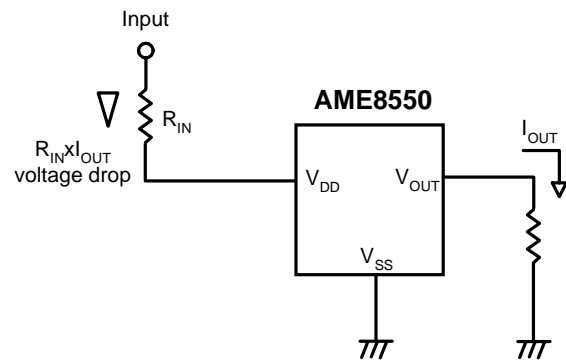 Input
AME8550
R_IN
I_OUT
R_INxI_OUT
voltage drop
V_DD
V_OUT
V_SS